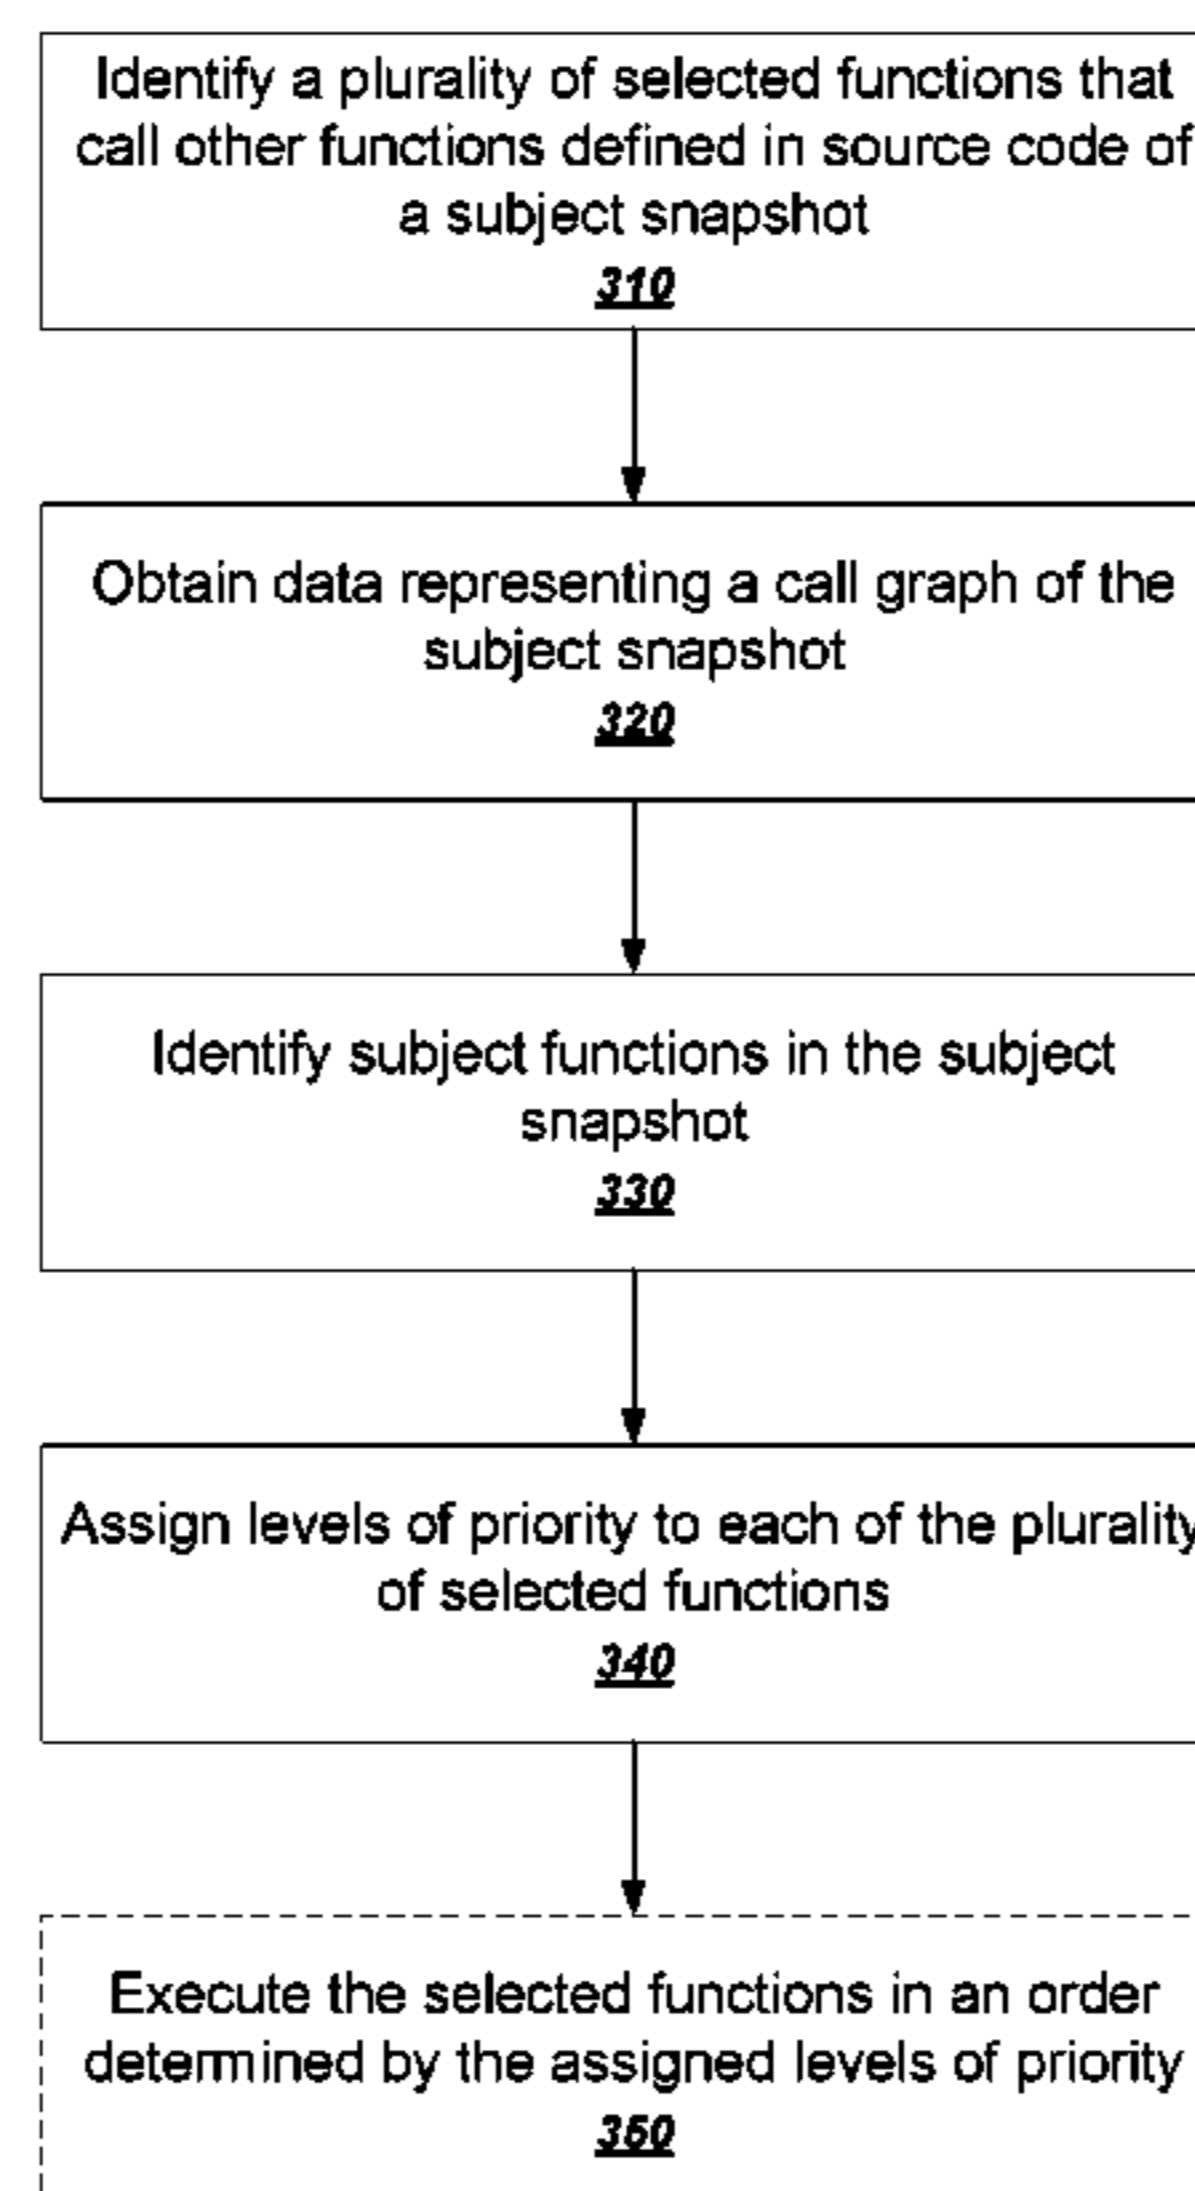 Identify a plurality of selected functions that
call other functions defined in source code of
a subject snapshot
310
Obtain data representing a call graph of the
subject snapshot
320
Identify subject functions in the subject
snapshot
330
Assign levels of priority to each of the plurality
of selected functions
340
Execute the selected functions in an order
determined by the assigned levels of priority
350